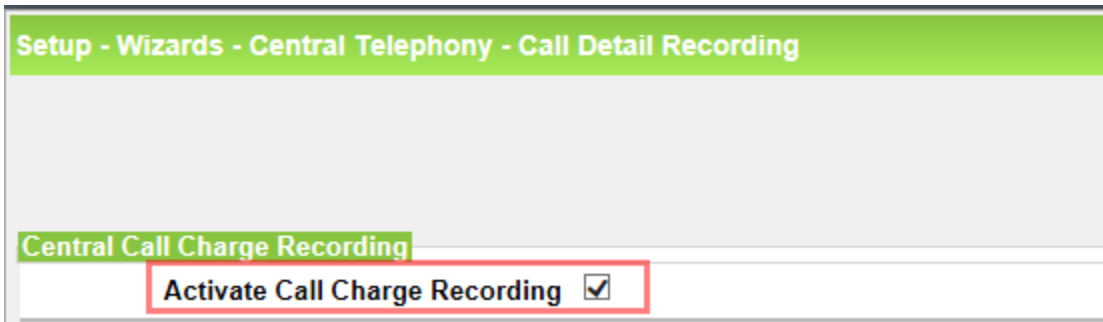 Setup - Wizards - Central Telephony - Call Detail Recording
Central Call Charge Recording
Activate Call Charge Recording